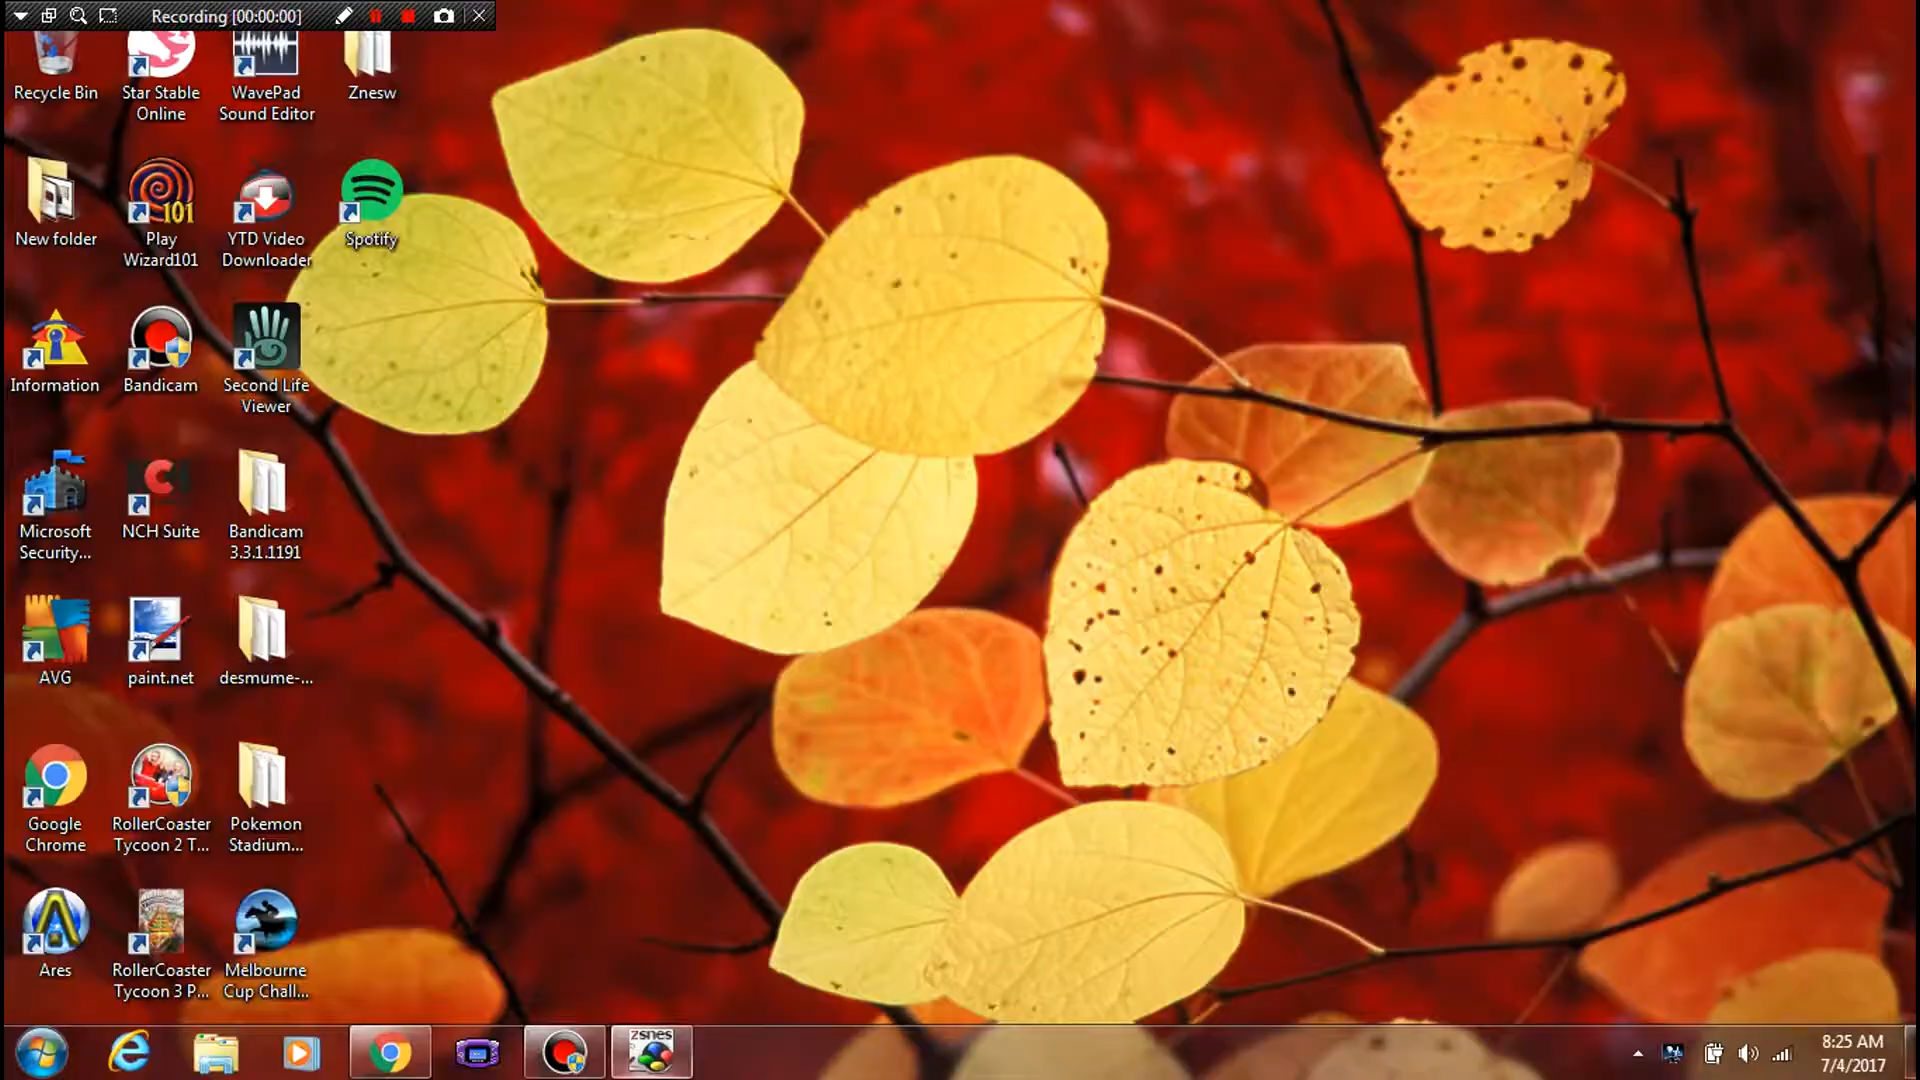 Recording [00:00:00]
Recycle Bin
Star Stable
Online
WavePad
Sound Editor
Znesw
New folder
101
Play
Wizard101
YTD Video
Downloader
Spotify
Information
Bandicam
Second Life
Viewer
Microsoft
Security...
NCH Suite
Bandicam
3.3.1.1191
AVG
paint.net
desmume-...
Google
Chrome
RollerCoaster
Tycoon 2 T...
Pokemon
Stadium...
Ares
RollerCoaster
Tycoon 3 P...
Melbourne
Cup Chall...
zsnes
8:25 AM
7/4/2017